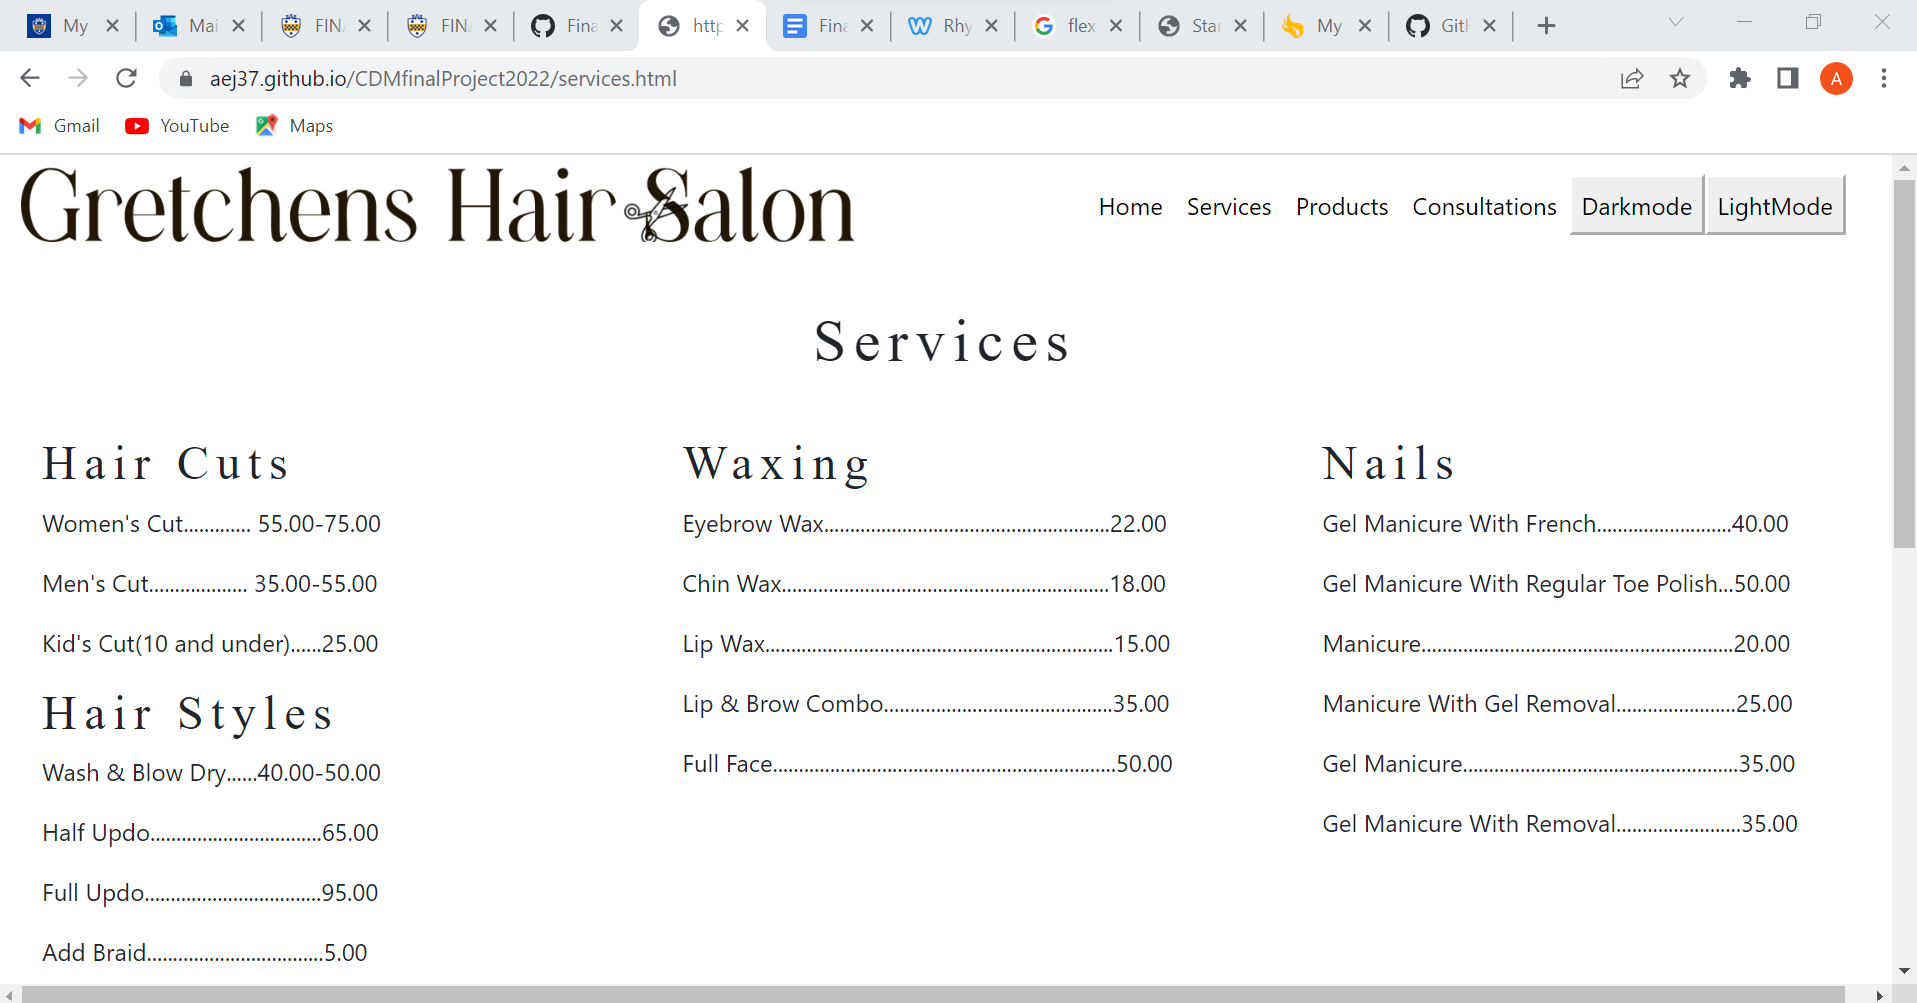 My
Mai
FIN
FIN
Fina
http
Fina
Rhy
flex
Star
My
GitH
aej37.github.io/CDMfinalProject2022/services.html
A
Gmail YouTube Maps
Gretchens Hair Salon
Home Services Products Consultations Darkmode LightMode
Services
Hair Cuts
Women's Cut............. 55.00-75.00
Men's Cut................... 35.00-55.00
Kid's Cut(10 and under)......25.00
Hair Styles
Wash & Blow Dry......40.00-50.00
Half Updo.................................65.00
Full Updo..................................95.00
Add Braid..................................5.00
Waxing
Eyebrow Wax.......................................................22.00
Chin Wax...............................................................18.00
Lip Wax...................................................................15.00
Lip & Brow Combo............................................35.00
Full Face..................................................................50.00
Nails
Gel Manicure With French..........................40.00
Gel Manicure With Regular Toe Polish...50.00
Manicure............................................................20.00
Manicure With Gel Removal.......................25.00
Gel Manicure.....................................................35.00
Gel Manicure With Removal........................35.00